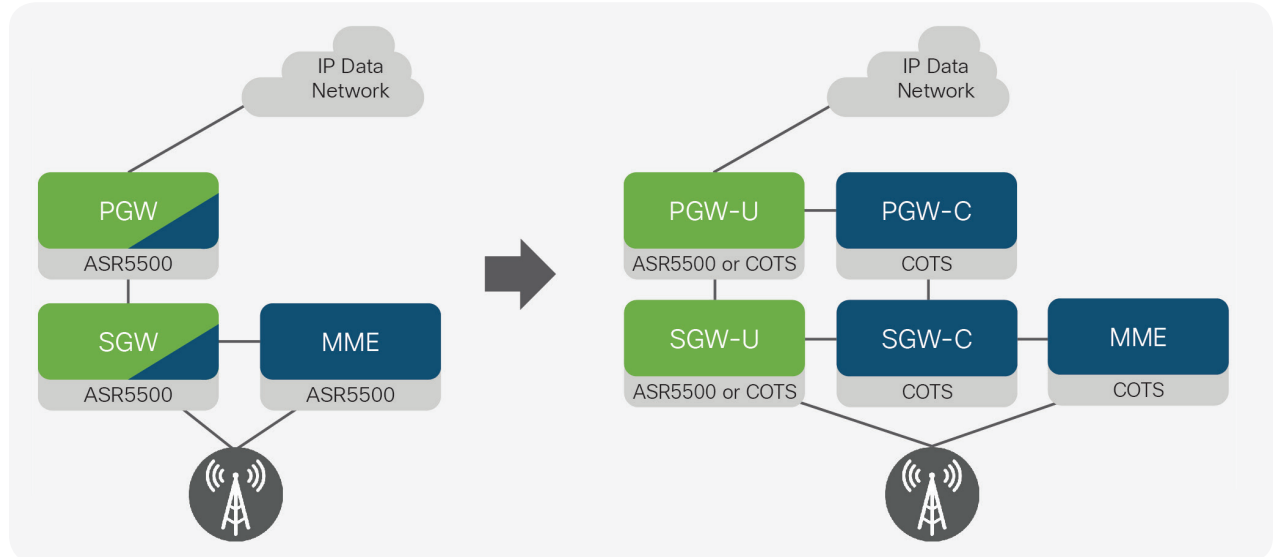 IP Data
Network
PGW
ASR5500
SGW
ASR5500
MME
ASR5500
IP Data
Network
PGW-U
ASR5500 or COTS
PGW-C
COTS
SGW-U
ASR5500 or COTS
SGW-C
COTS
MME
COTS